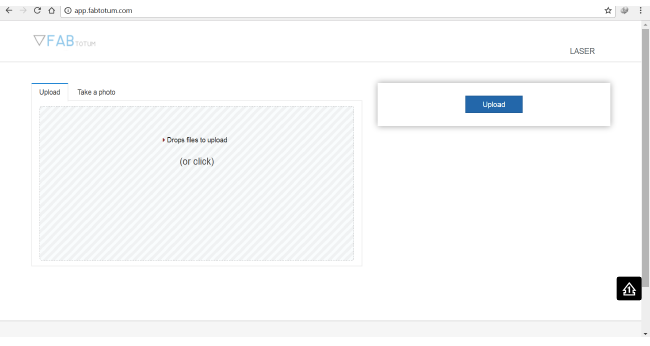 app.fabtotum.com
FAB TOTUM
LASER
Upload
Take a photo
Upload
Drops files to upload
(or click)